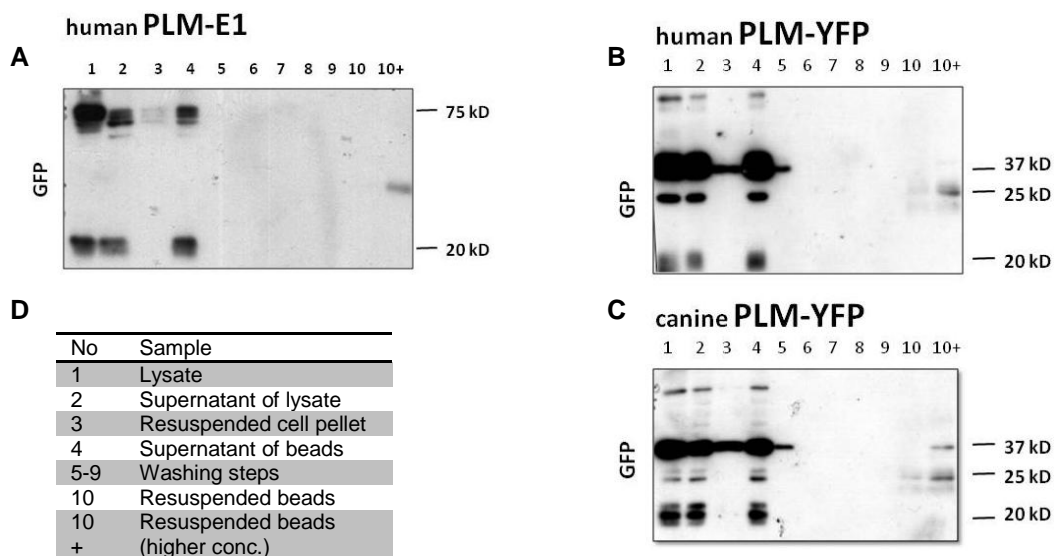 human PLM-E1
A
1 2 3 4 5 6 7 8 9 10 10+
75 kD
GFP
20 kD
human PLM-YFP
B
1 2 3 4 5 6 7 8 9 10 10+
37 kD
25 kD
GFP
20 kD
D
No Sample
1 Lysate
2 Supernatant of lysate
3 Resuspended cell pellet
4 Supernatant of beads
5-9 Washing steps
10 Resuspended beads
10 Resuspended beads
+ (higher conc.)
C
canine PLM-YFP
1 2 3 4 5 6 7 8 9 10 10+
37 kD
GFP
25 kD
20 kD